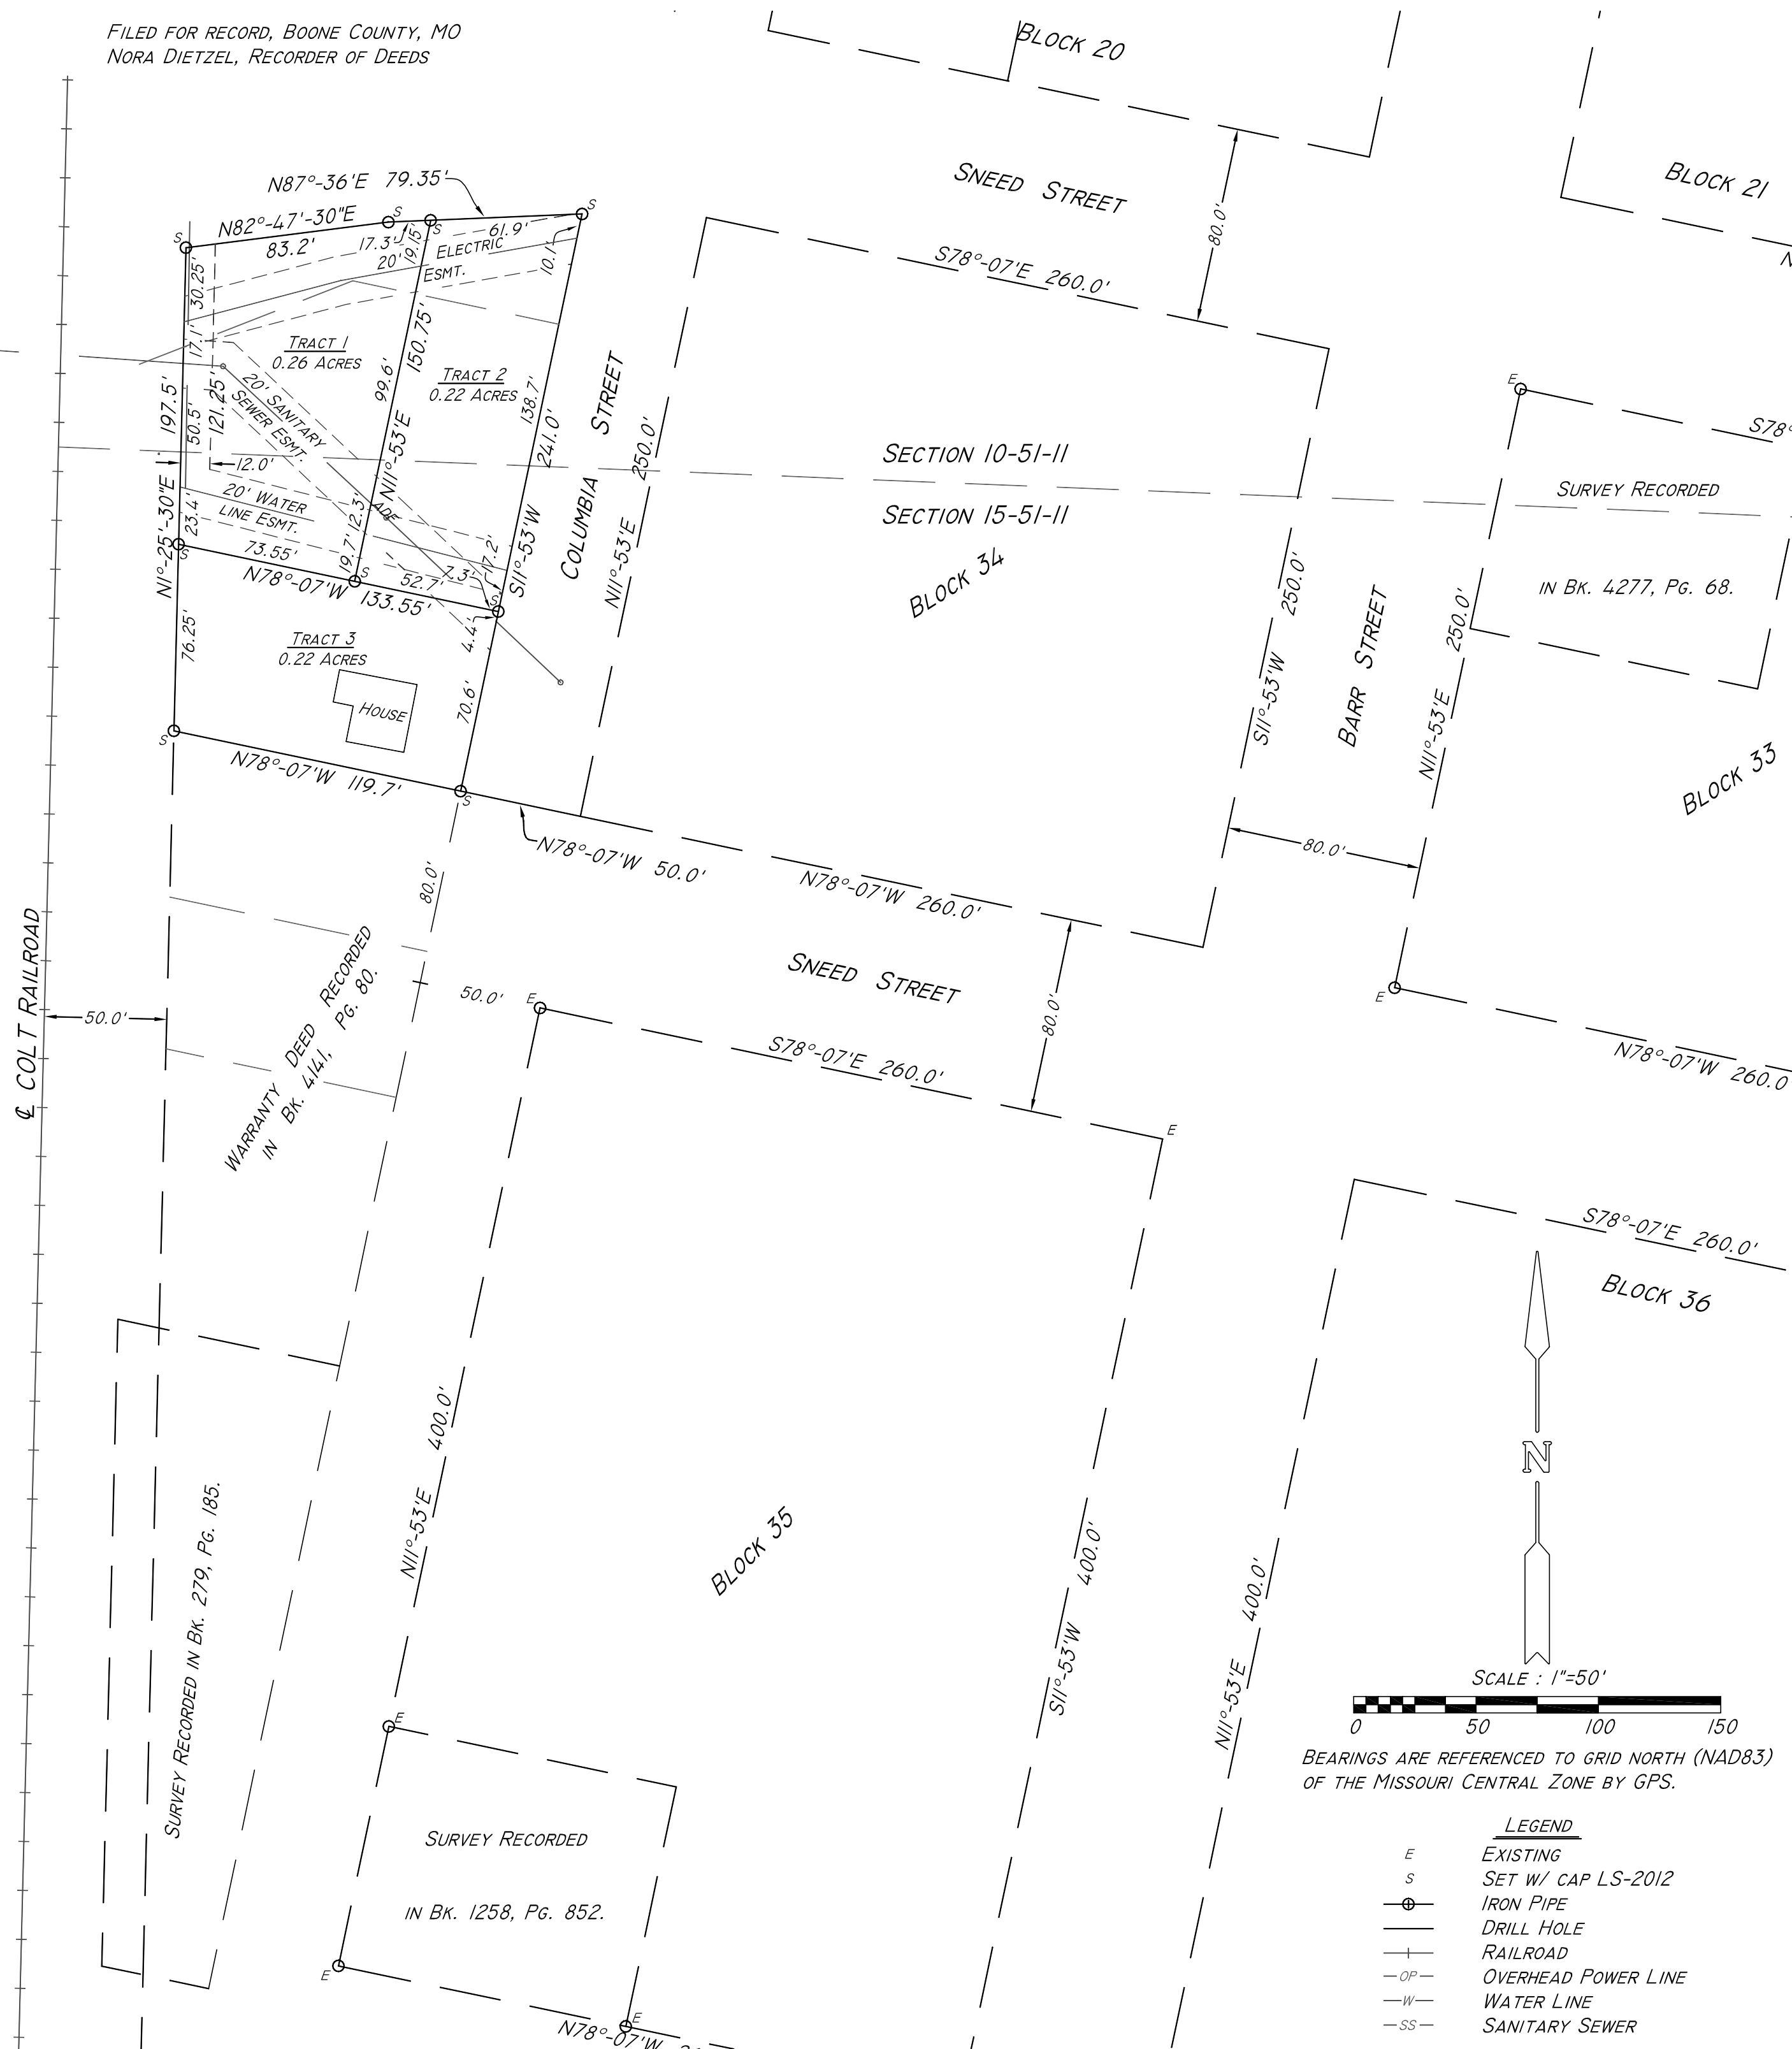 FILED FOR RECORD, BOONE COUNTY, MO
NORA DIETZEL, RECORDER OF DEEDS
BLOCK 20
BLOCK 21
SNEED STREET
80.0'
N87°-36'E 79.35'
N82°-47'-30"E
83.2'
S
S
S
S
17.3'
19.15'
61.9'
10.1'
20' ELECTRIC
ESMT.
30.25'
17.1'
TRACT 1
0.26 ACRES
150.75'
99.6'
TRACT 2
0.22 ACRES
138.7'
241.0'
197.5'
50.5'
121.25'
20' SANITARY
SEWER ESMT.
12.0'
N11°-53'E
20' WATER
LINE ESMT.
23.4'
12.3'
19.7'
17.2'
7.3'
N1°-25'-30"E
S11°-53'W
S
73.55'
S
52.7'
S
N78°-07'W 133.55'
4.4'
76.25'
TRACT 3
0.22 ACRES
HOUSE
70.6'
S
N78°-07'W 119.7'
S
COLUMBIA STREET
250.0'
N11°-53'E
S78°-07'E 260.0'
SECTION 10-51-11
SECTION 15-51-11
BLOCK 34
250.0'
S11°-53'W
BARR STREET
E
S78°
SURVEY RECORDED
IN BK. 4277, PG. 68.
250.0'
N11°-53'E
BLOCK 33
80.0'
N78°-07'W 50.0'
N78°-07'W 260.0'
80.0'
SNEED STREET
80.0'
E
N78°-07'W 260.0
℄ COLT RAILROAD
50.0'
WARRANTY DEED RECORDED
IN BK. 4141, PG. 80.
50.0'
E
S78°-07'E 260.0'
E
S78°-07'E 260.0'
BLOCK 36
400.0'
N11°-53'E
BLOCK 35
400.0'
S11°-53'W
400.0'
N11°-53'E
SURVEY RECORDED IN BK. 279, PG. 185.
N
SCALE : 1"=50'
0 50 100 150
BEARINGS ARE REFERENCED TO GRID NORTH (NAD83)
OF THE MISSOURI CENTRAL ZONE BY GPS.
E
SURVEY RECORDED
IN BK. 1258, PG. 852.
E
E
N78°-07'W
LEGEND
E EXISTING
S SET W/ CAP LS-2012
IRON PIPE
DRILL HOLE
RAILROAD
OP OVERHEAD POWER LINE
W WATER LINE
SS SANITARY SEWER